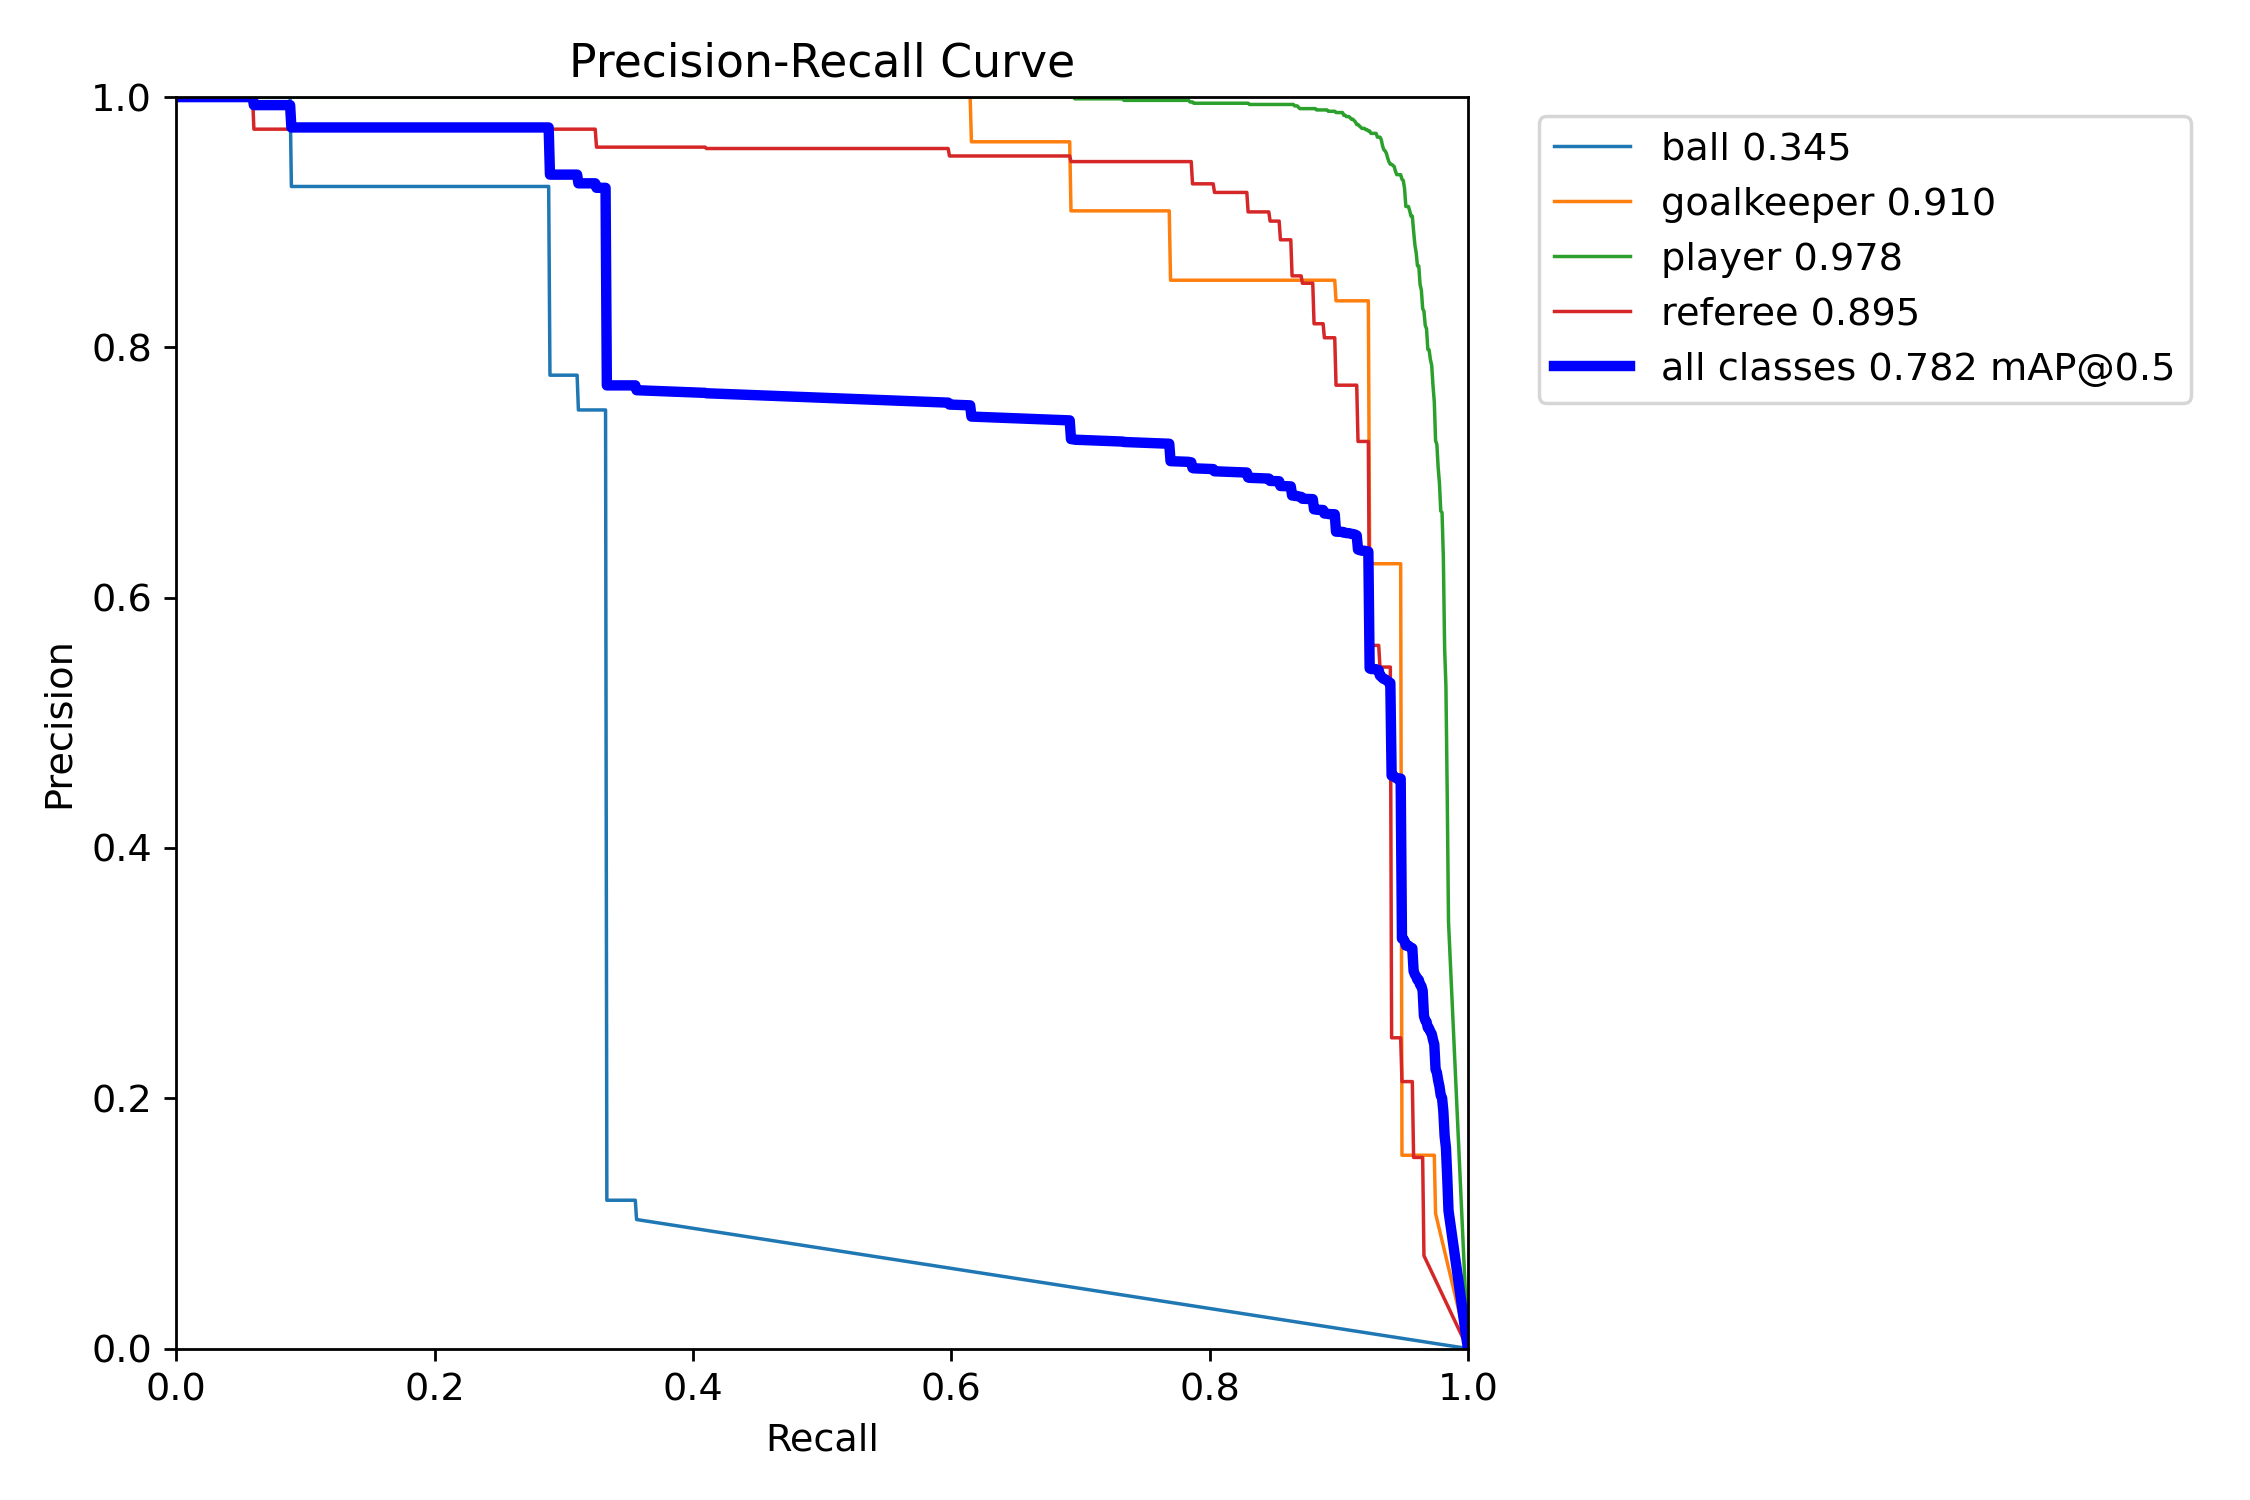 Precision-Recall Curve
1.0
0.8
0.6
0.4
0.2
0.0
Precision
0.0 0.2 0.4 0.6 0.8 1.0
Recall
ball 0.345
goalkeeper 0.910
player 0.978
referee 0.895
all classes 0.782 mAP@0.5